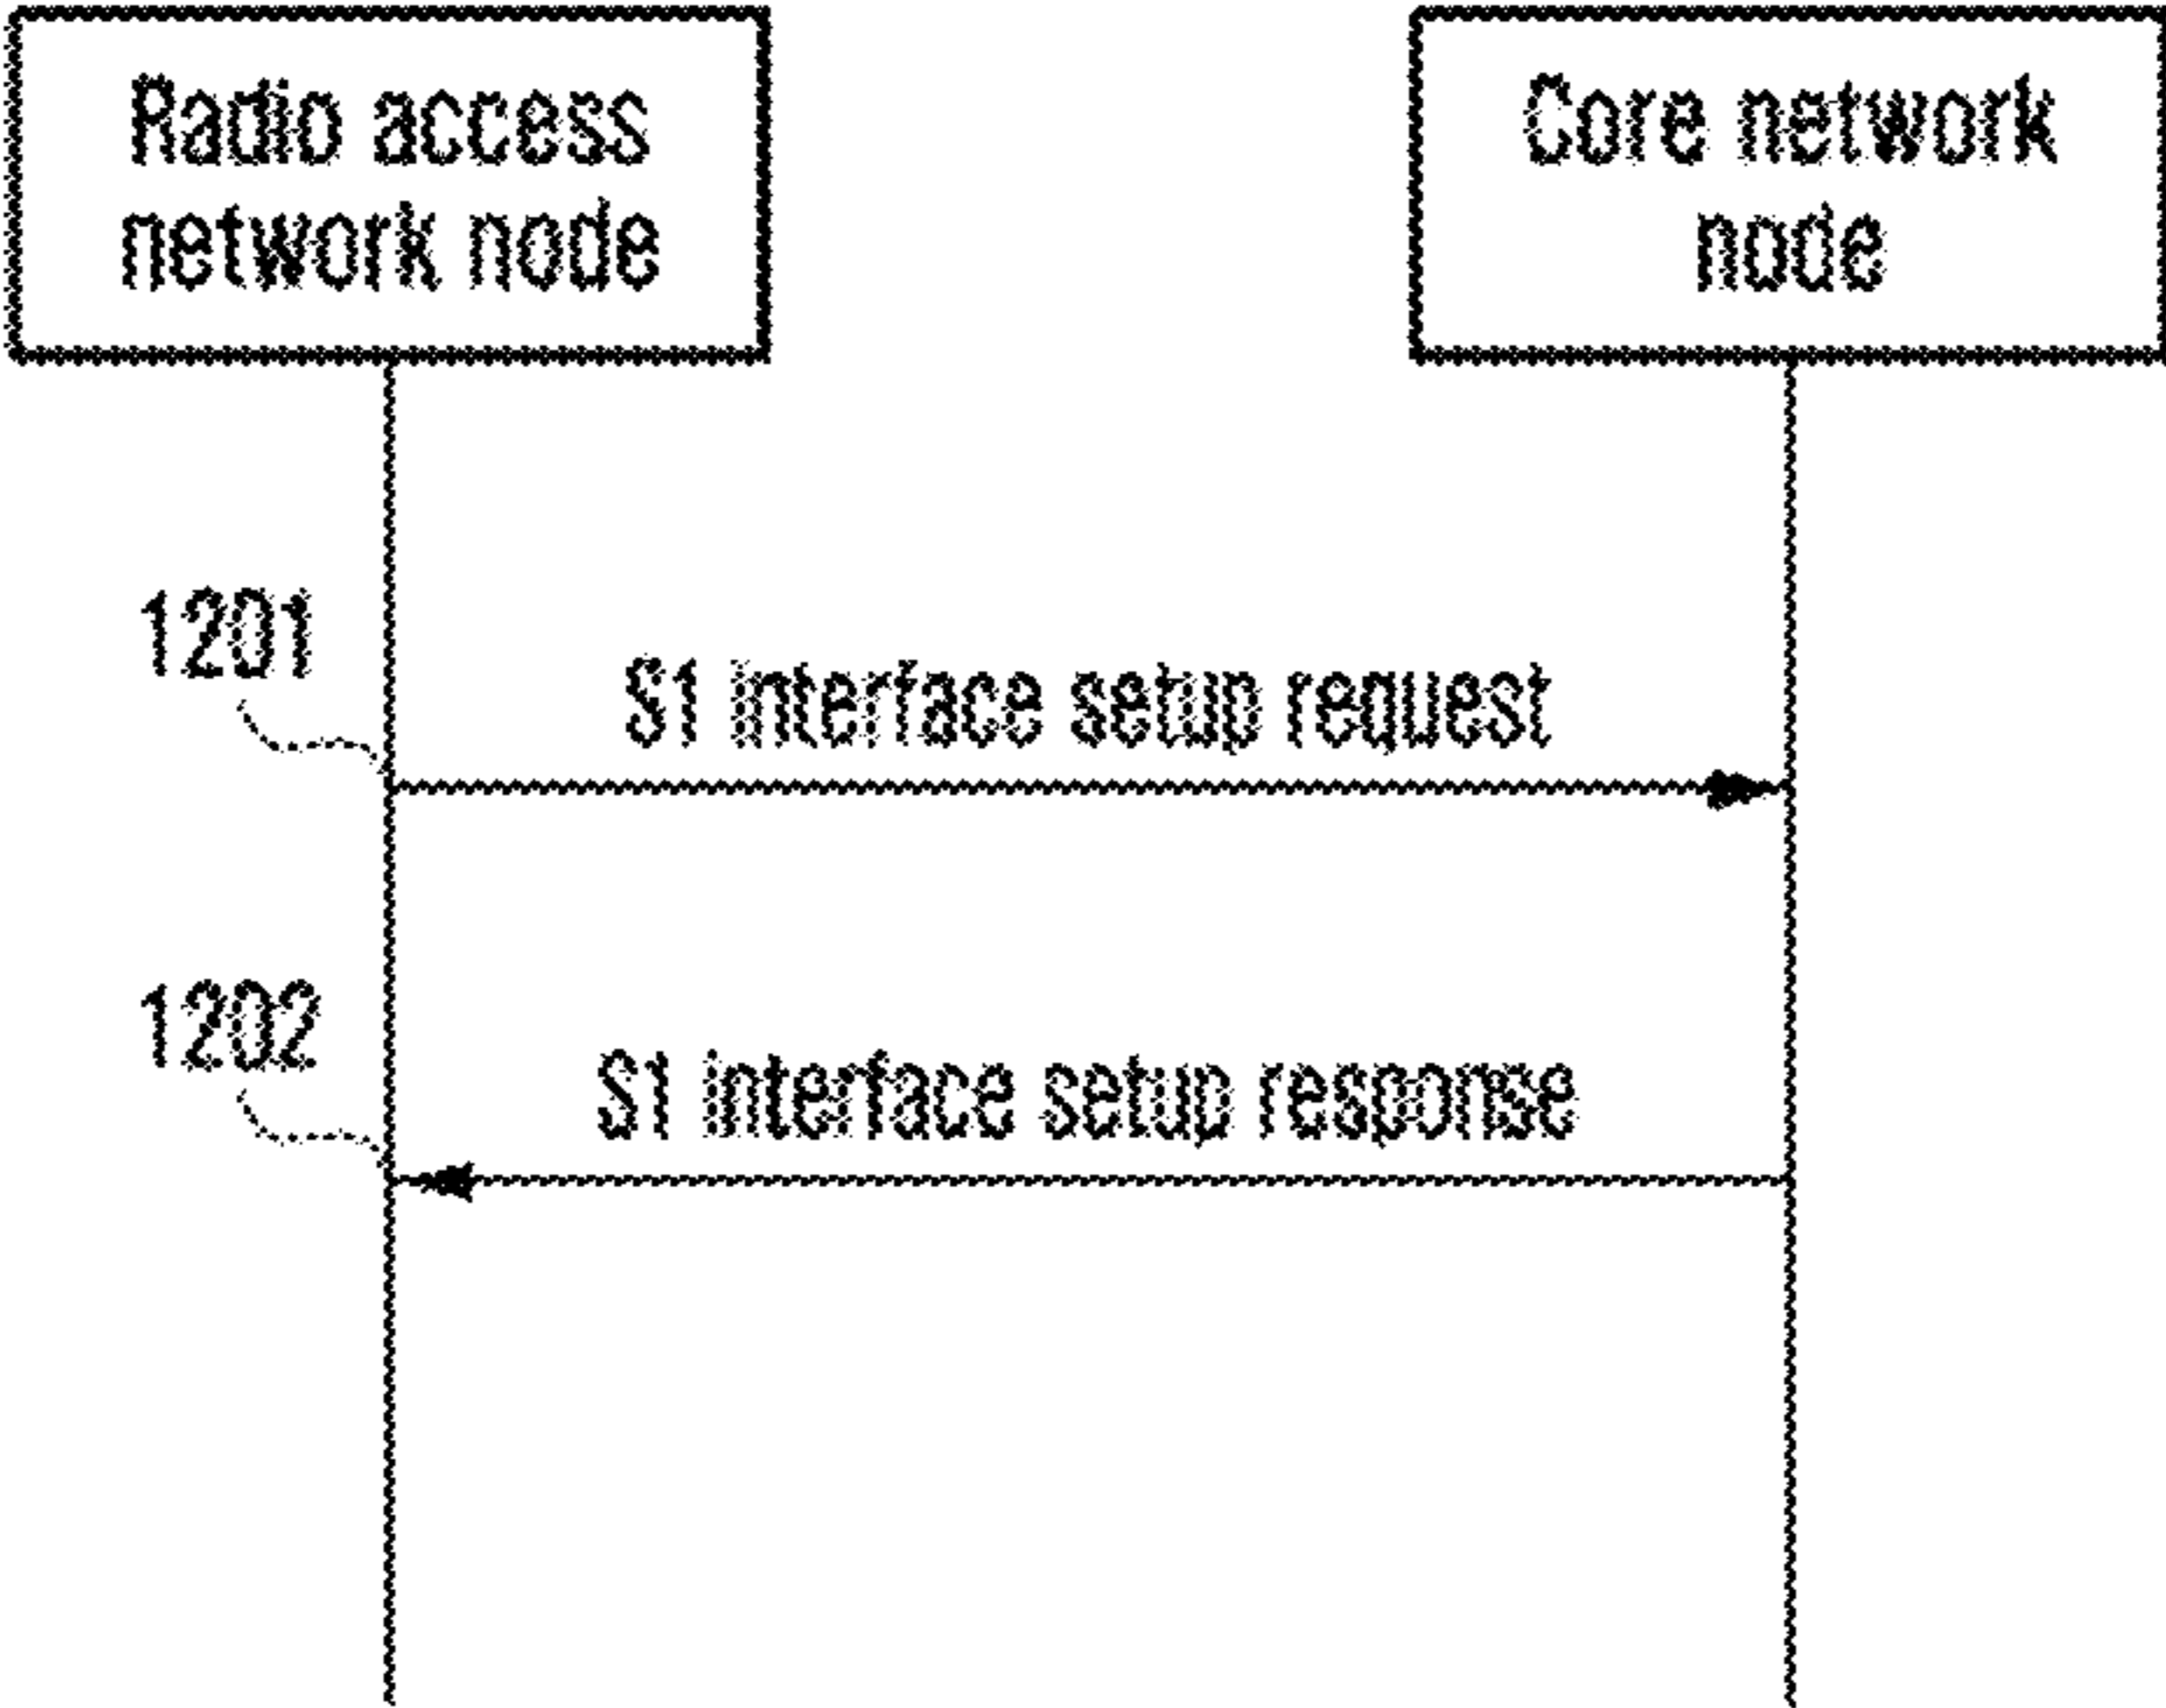 Radio access
network node
Core network
node
1201
S1 interface setup request
1202
S1 interface setup response